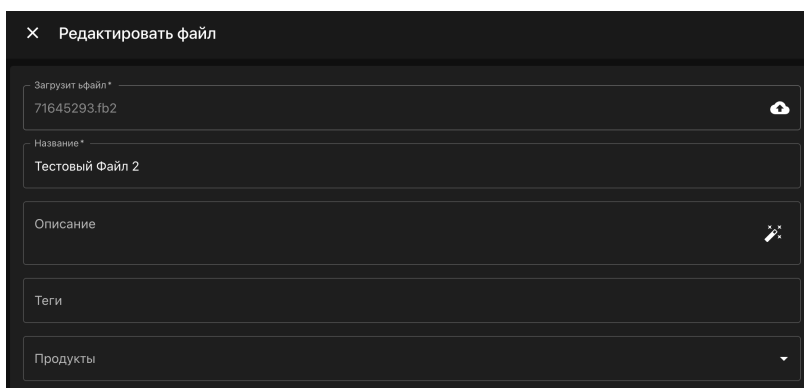 Редактировать файл
Загрузит ьфайл *
71645293.fb2
Название *
Тестовый Файл 2
Описание
Теги
Продукты